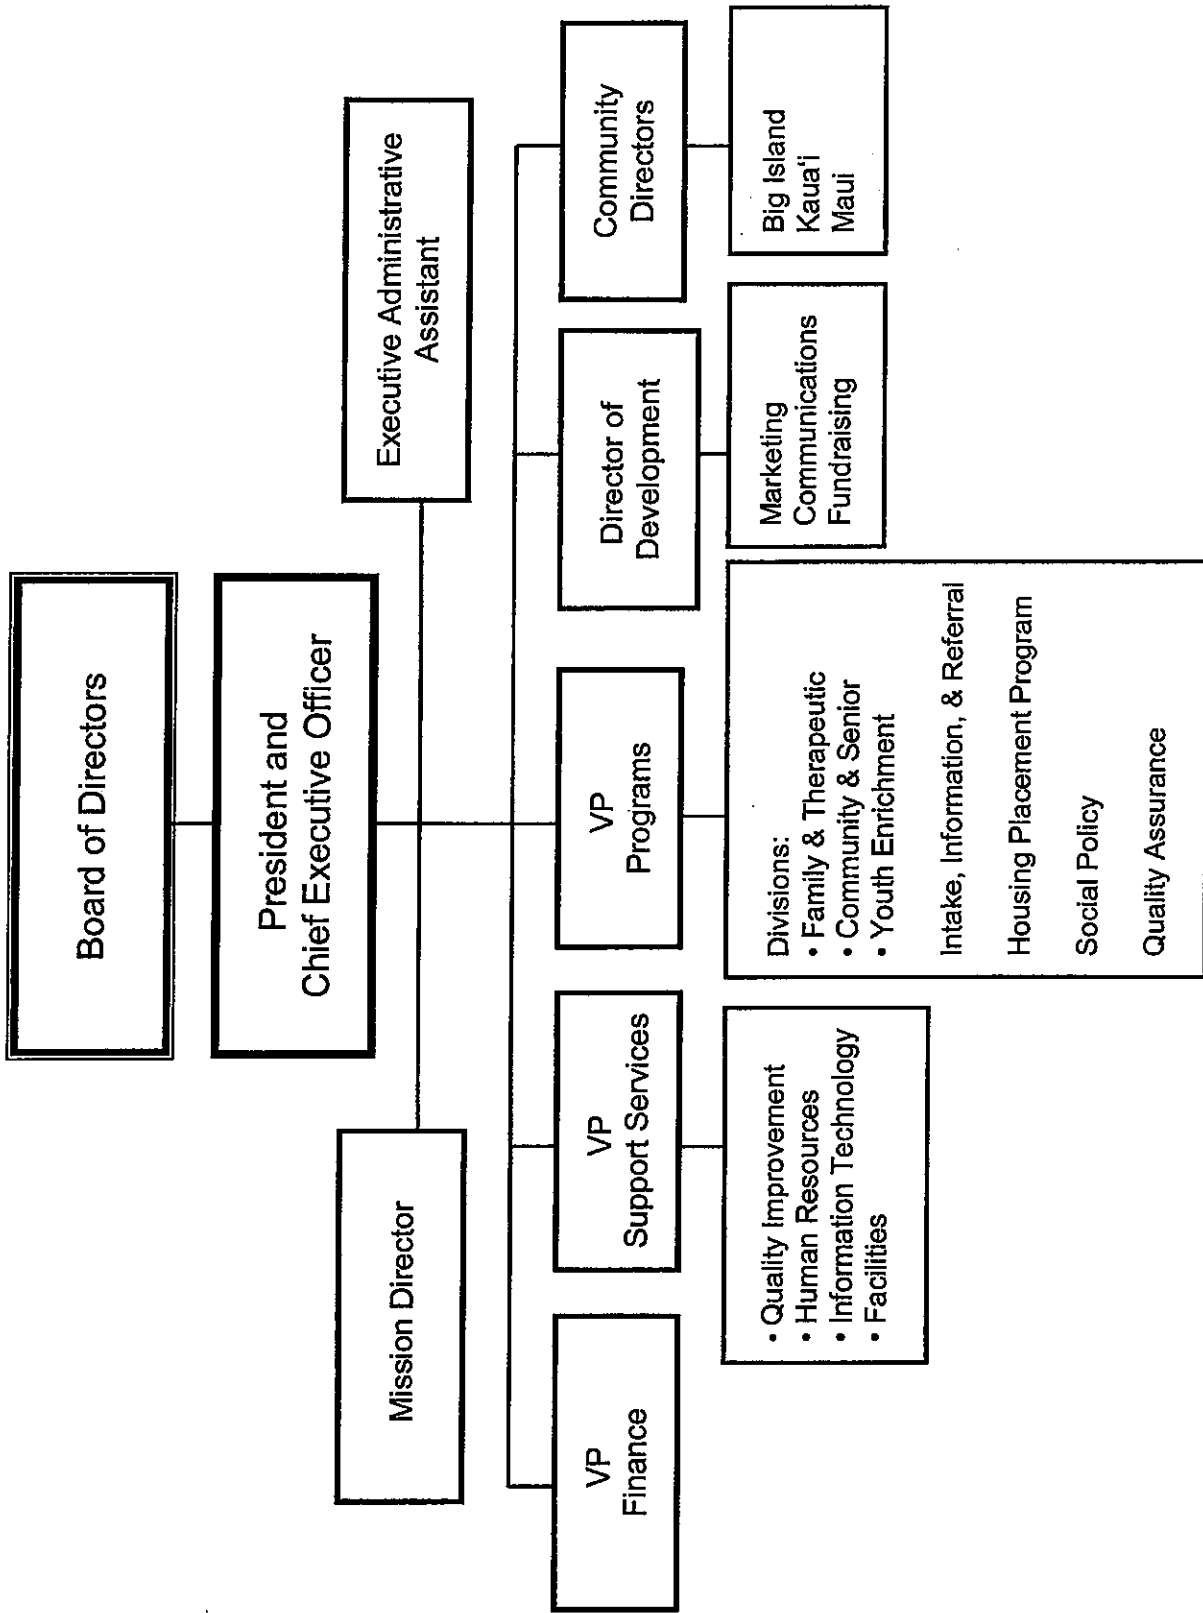 Board of Directors
President and
Chief Executive Officer
Mission Director
Executive Administrative
Assistant
VP
Finance
VP
Support Services
VP
Programs
Director of
Development
Community
Directors
• Quality Improvement
• Human Resources
• Information Technology
• Facilities
Divisions:
• Family & Therapeutic
• Community & Senior
• Youth Enrichment
Intake, Information, & Referral
Housing Placement Program
Social Policy
Quality Assurance
Marketing
Communications
Fundraising
Big Island
Kauaʻi
Maui